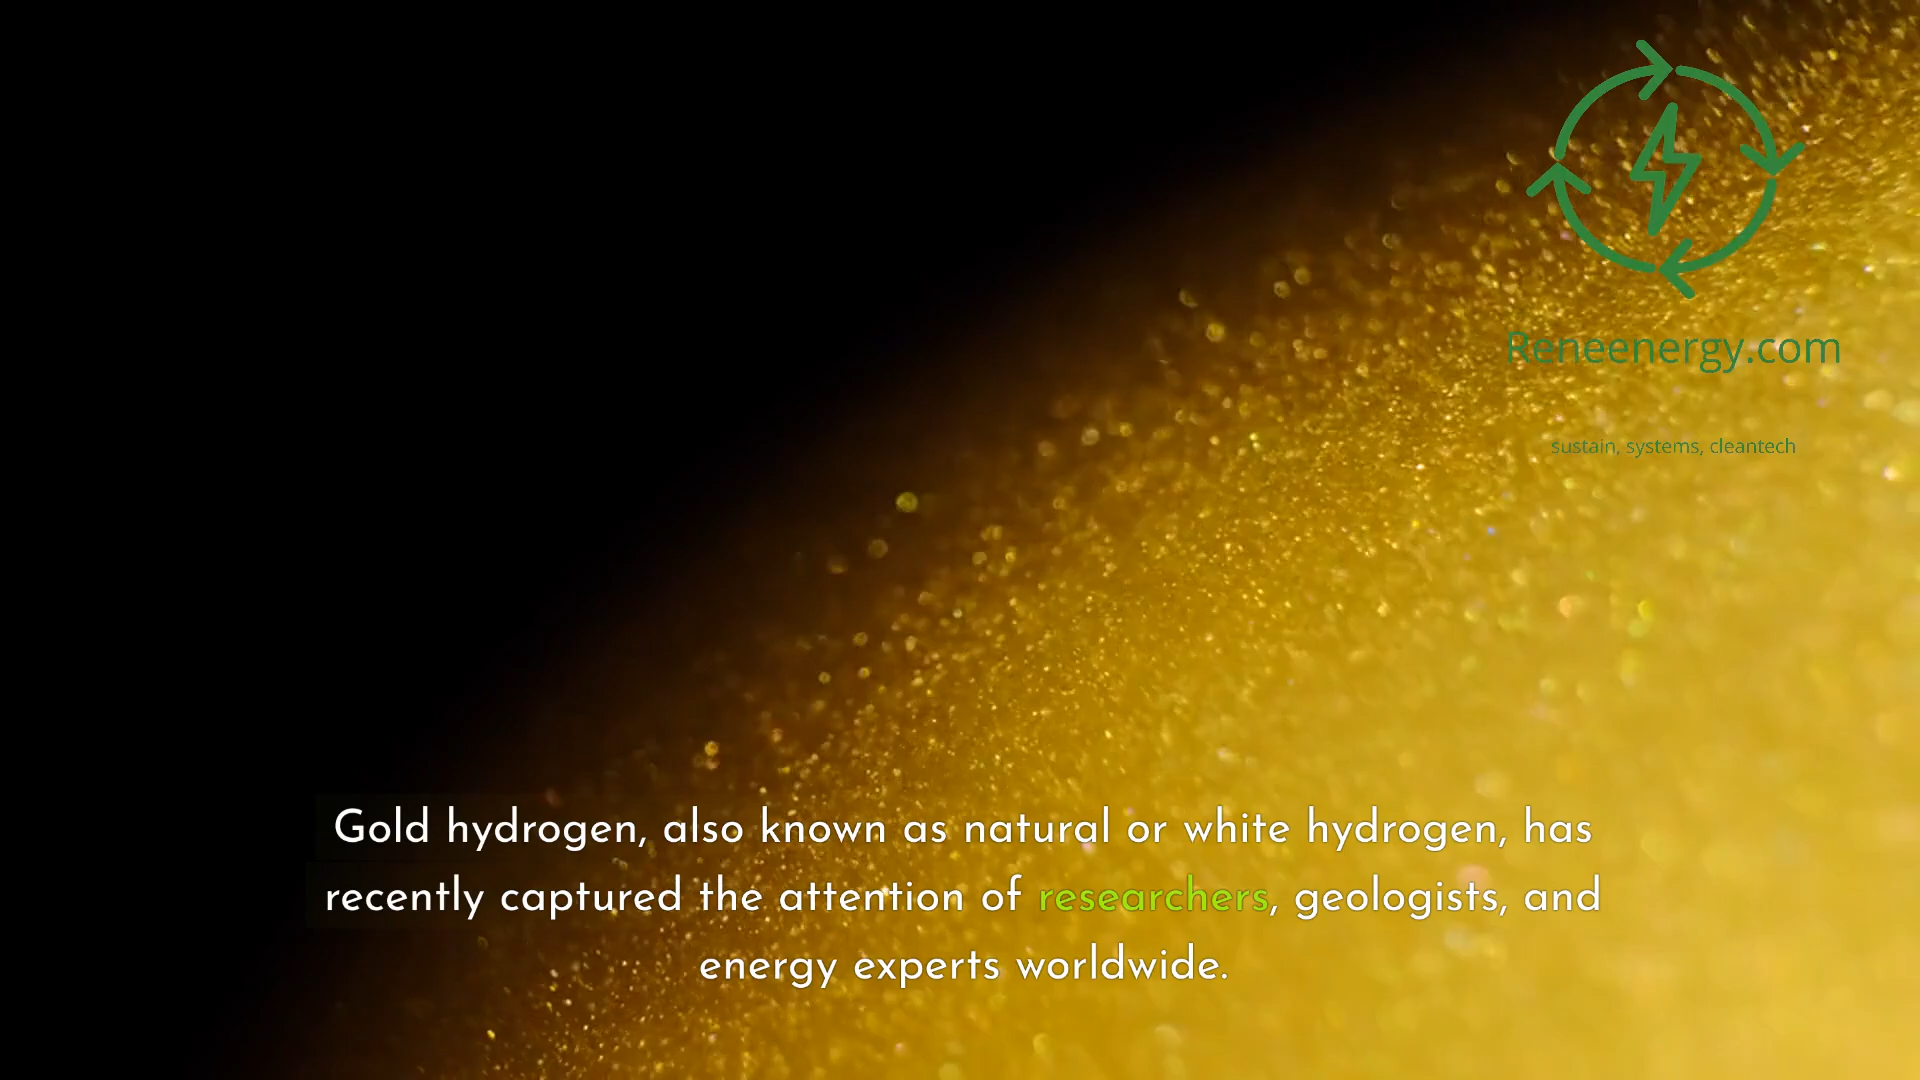 Reneenergy.com
sustain, systems, cleantech
Gold hydrogen, also known as natural or white hydrogen, has
recently captured the attention of researchers, geologists, and
energy experts worldwide.